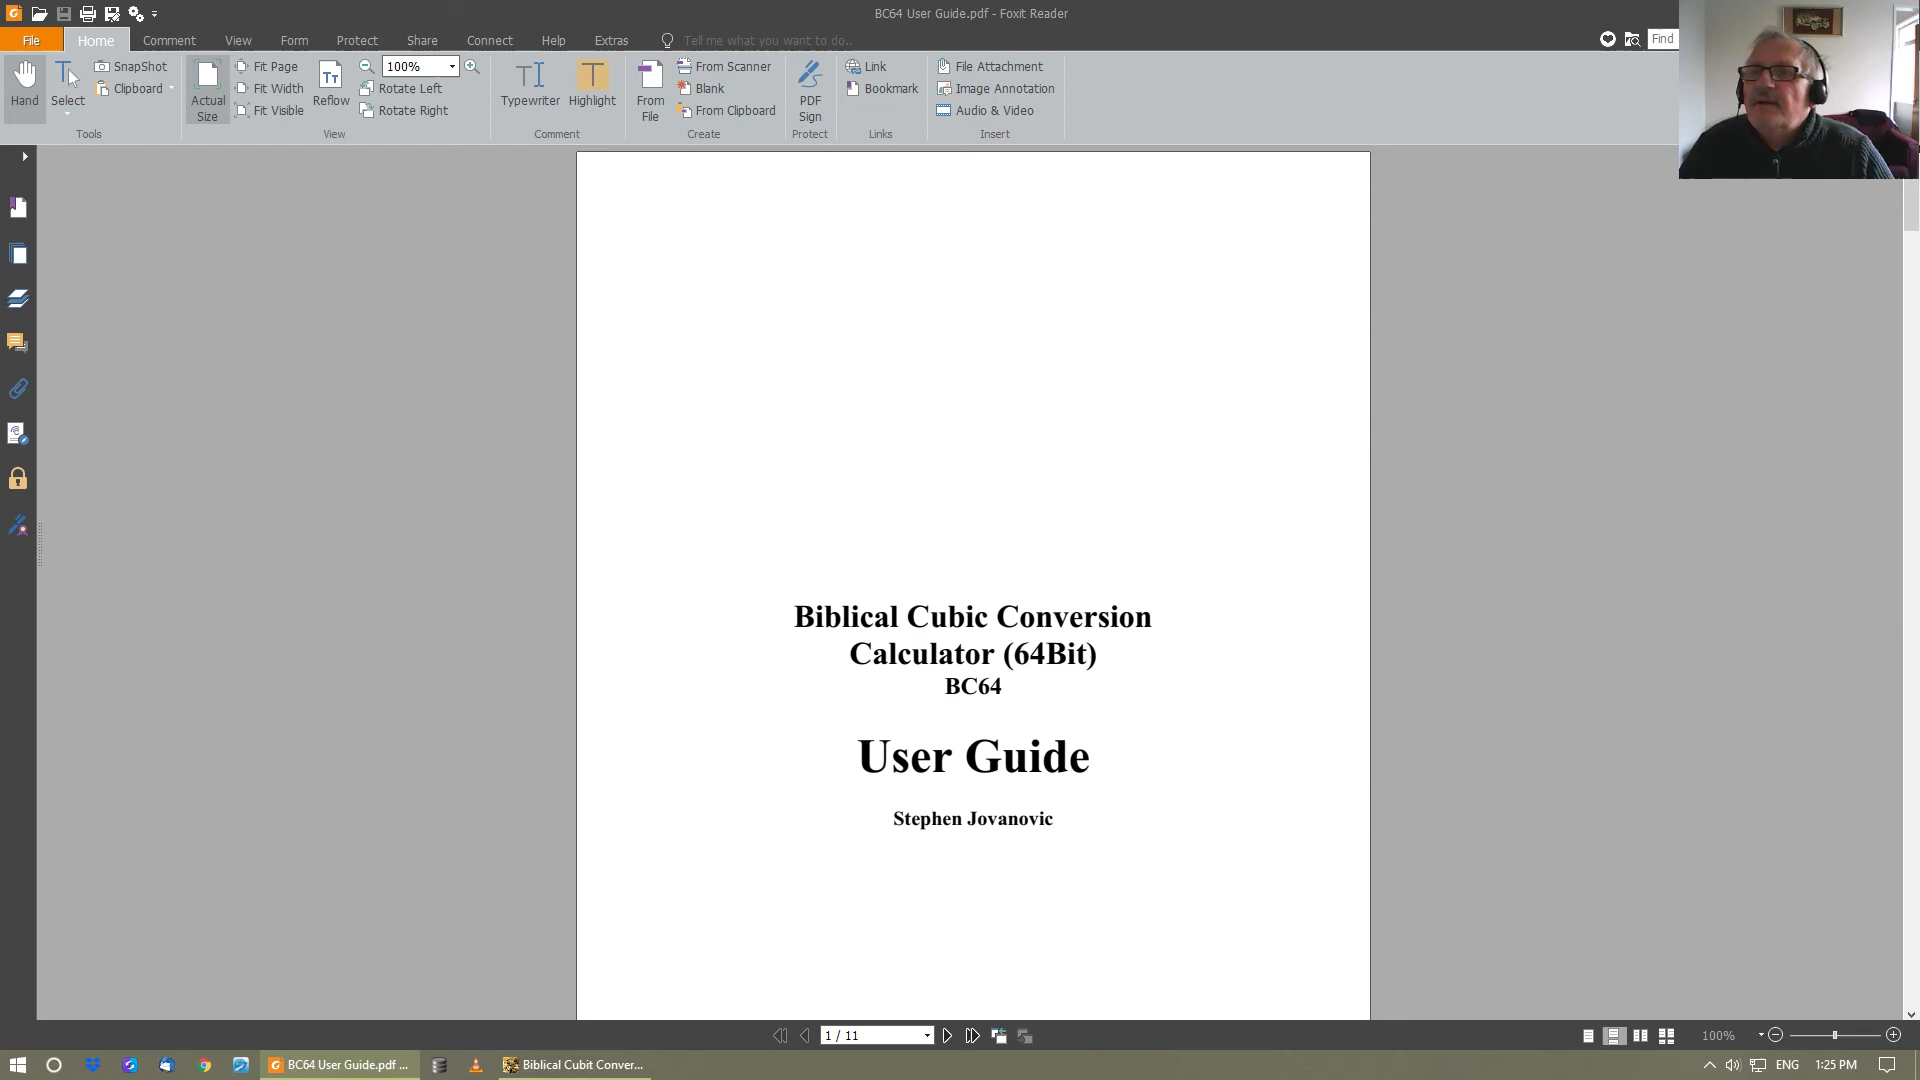 BC64 User Guide.pdf - Foxit Reader
File Home Comment View Form Protect Share Connect Help Extras Tell me what you want to do.. Find
Hand
Select
SnapShot
Clipboard
Tools
Actual
Size
Fit Page
Fit Width
Fit Visible
Reflow
100%
Rotate Left
Rotate Right
View
Typewriter
Highlight
Comment
From
File
From Scanner
Blank
From Clipboard
Create
PDF
Sign
Protect
Link
Bookmark
Links
File Attachment
Image Annotation
Audio & Video
Insert
Biblical Cubic Conversion
Calculator (64Bit)
BC64
User Guide
Stephen Jovanovic
1 / 11
100%
BC64 User Guide.pdf ...
Biblical Cubit Conver...
ENG
1:25 PM